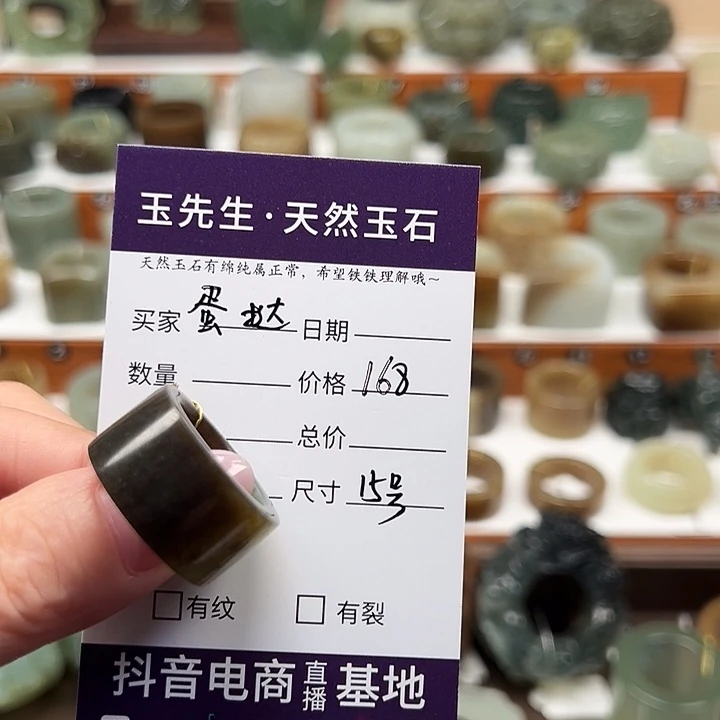 玉先生·天然玉石
天然玉石有绵纯属正常，希望铁铁理解哦~
买家 蛋挞 日期
数量 价格 168
总价
尺寸 15号
□有纹 □有裂
抖音电商直播基地